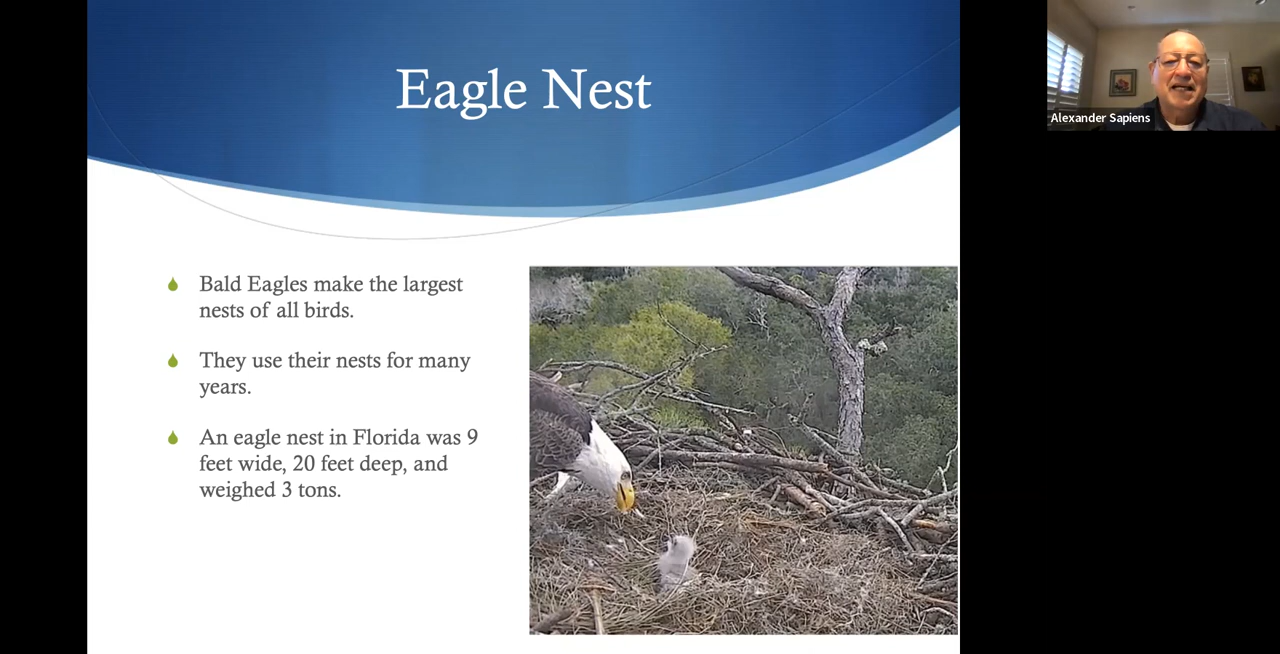 Eagle Nest
Alexander Sapiens
Bald Eagles make the largest
nests of all birds.
They use their nests for many
years.
An eagle nest in Florida was 9
feet wide, 20 feet deep, and
weighed 3 tons.